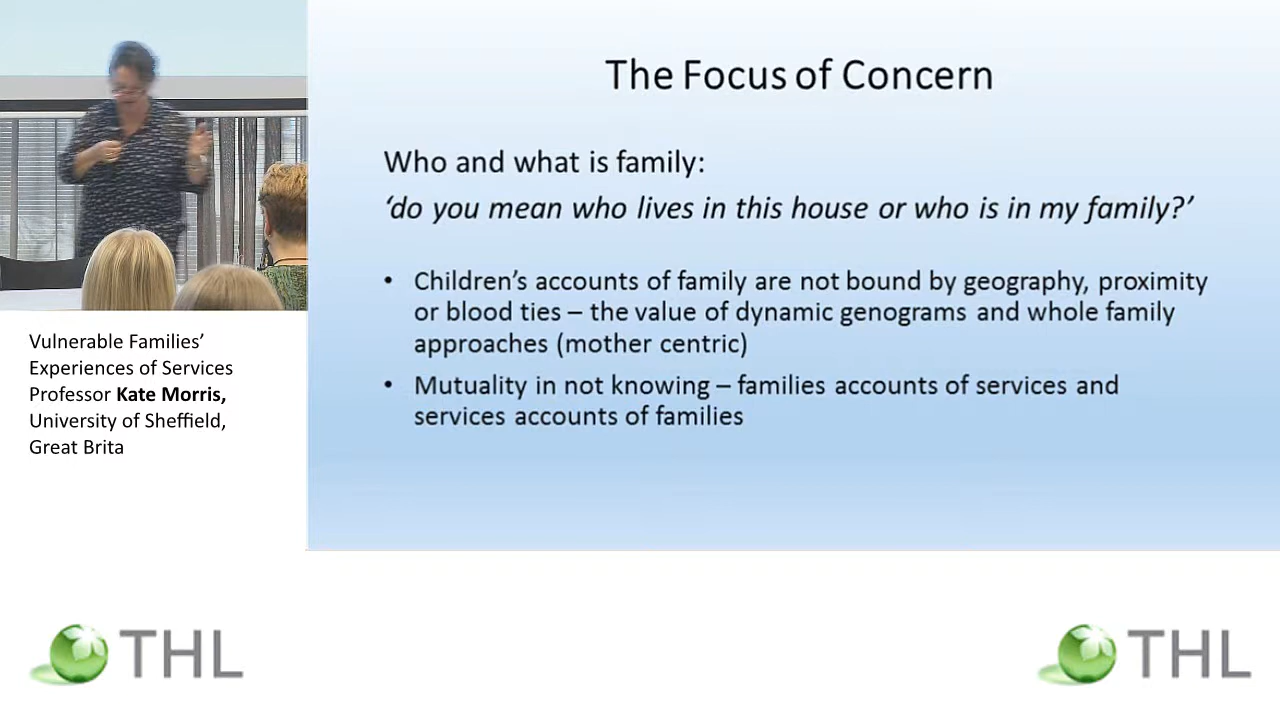 The Focus of Concern
Who and what is family:
‘do you mean who lives in this house or who is in my family?’
• Children’s accounts of family are not bound by geography, proximity
or blood ties – the value of dynamic genograms and whole family
approaches (mother centric)
• Mutuality in not knowing – families accounts of services and
services accounts of families
Vulnerable Families’
Experiences of Services
Professor Kate Morris,
University of Sheffield,
Great Brita
THL
THL